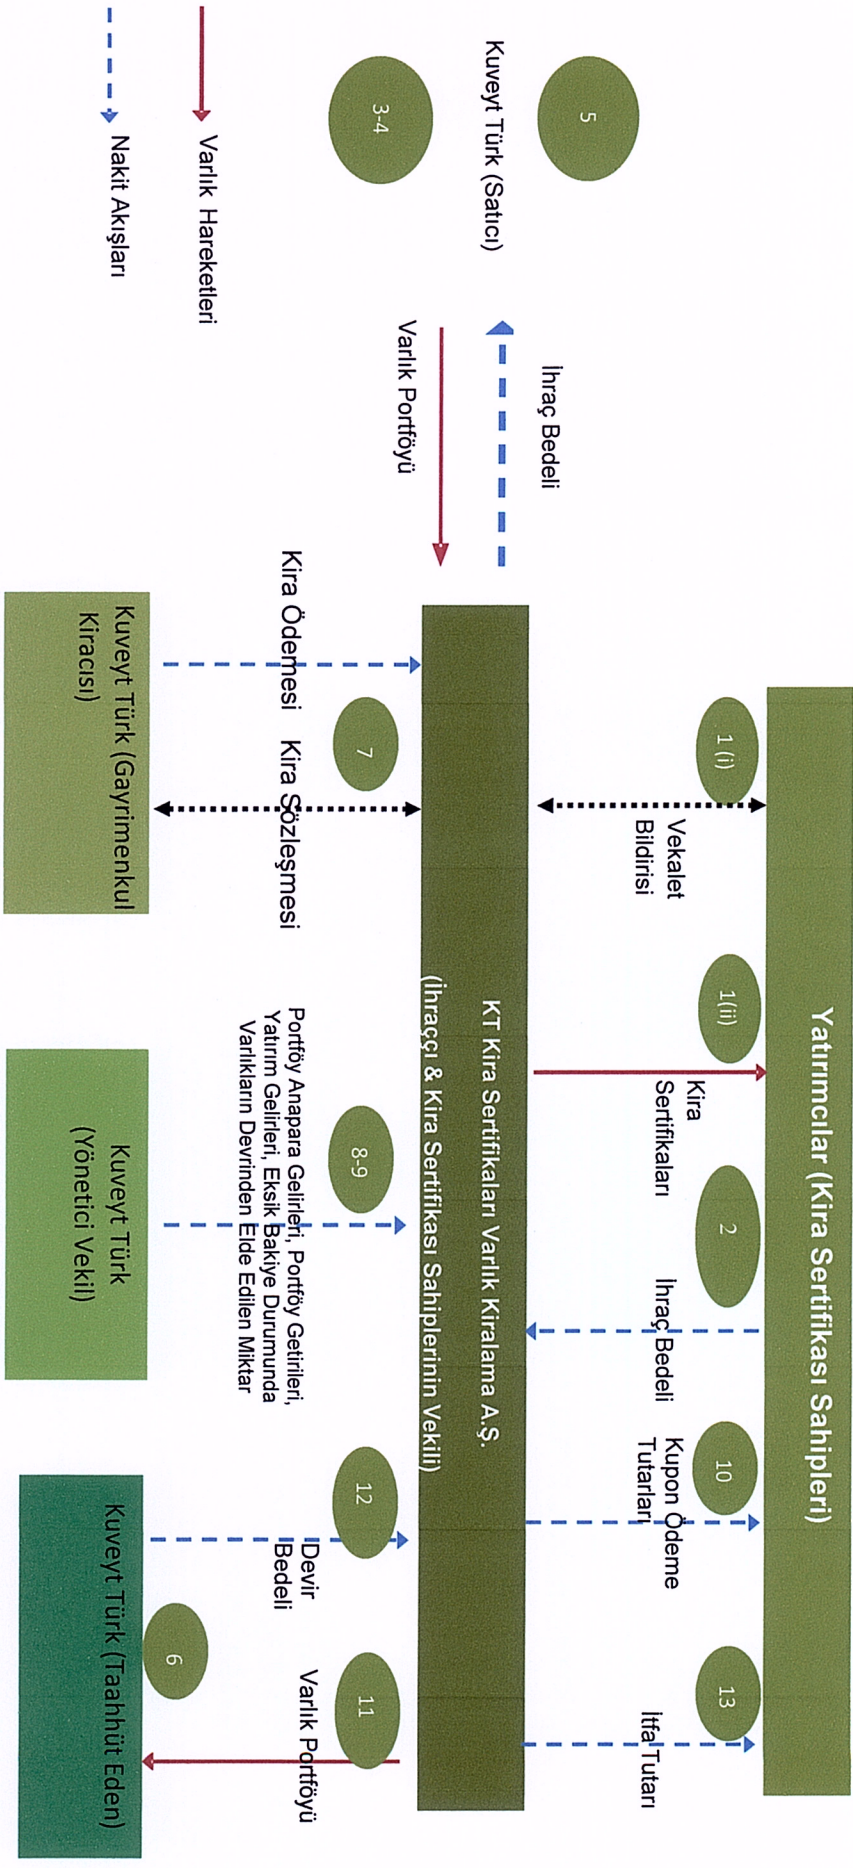 Yatırımcılar (Kira Sertifikası Sahipleri)
1 (i)
Vekalet
Bildirisi
1(ii)
Kira
Sertifikaları
2
İhraç Bedeli
10
Kupon Ödeme
Tutarları
13
İtfa Tutarı
5
Kuveyt Türk (Satıcı)
3-4
İhraç Bedeli
Varlık Portföyü
KT Kira Sertifikaları Varlık Kiralama A.Ş.
(İhraççı & Kira Sertifikası Sahiplerinin Vekili)
Kira Ödemesi
7
Kira Sözleşmesi
8-9
Portföy Anapara Gelirleri, Portföy Getirileri,
Yatırım Gelirleri, Eksik Bakiye Durumunda
Varlıkların Devrinden Elde Edilen Miktar
12
Devir
Bedeli
6
11
Varlık Portföyü
Kuveyt Türk (Gayrimenkul
Kiracısı)
Kuveyt Türk
(Yönetici Vekil)
Kuveyt Türk (Taahhüt Eden)
Varlık Hareketleri
Nakit Akışları